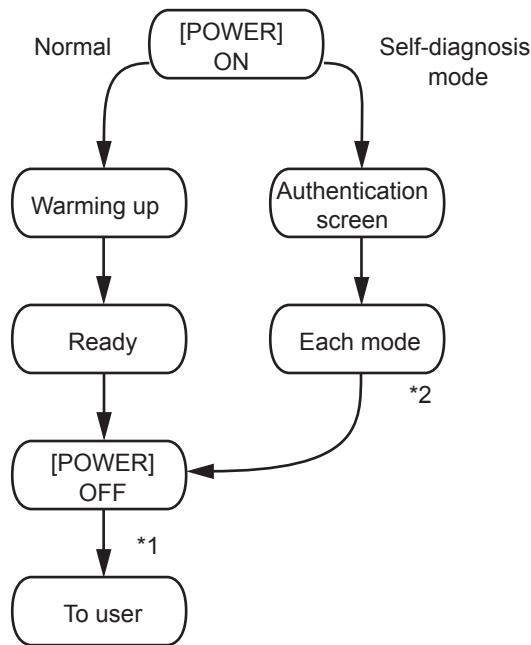 Normal
[POWER]
ON
Self-diagnosis
mode
Warming up
Authentication
screen
Ready
Each mode
*2
[POWER]
OFF
*1
To user